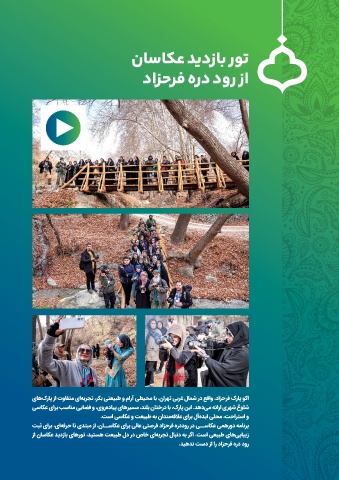 تور بازدید عکاسان
از رود دره فرحزاد
اکو پارک فرحزاد، واقع در شمال غربی تهران، با محیطی آرام و طبیعتی بکر، تجربه‌ای متفاوت از پارک‌های
شلوغ شهری ارائه می‌دهد. این پارک، با درختان بلند، مسیرهای پیاده‌روی، و فضایی مناسب برای عکاسی
و استراحت، محلی ایده‌آل برای علاقه‌مندان به طبیعت و عکاسی است.
برنامه دورهمی عکاسی در رود‌دره فرحزاد فرصتی عالی برای عکاسان، از مبتدی تا حرفه‌ای، برای ثبت
زیبایی‌های طبیعی است. اگر به دنبال تجربه‌ای خاص در دل طبیعت هستید، تورهای بازدید عکاسان از
رود دره فرحزاد را از دست ندهید.